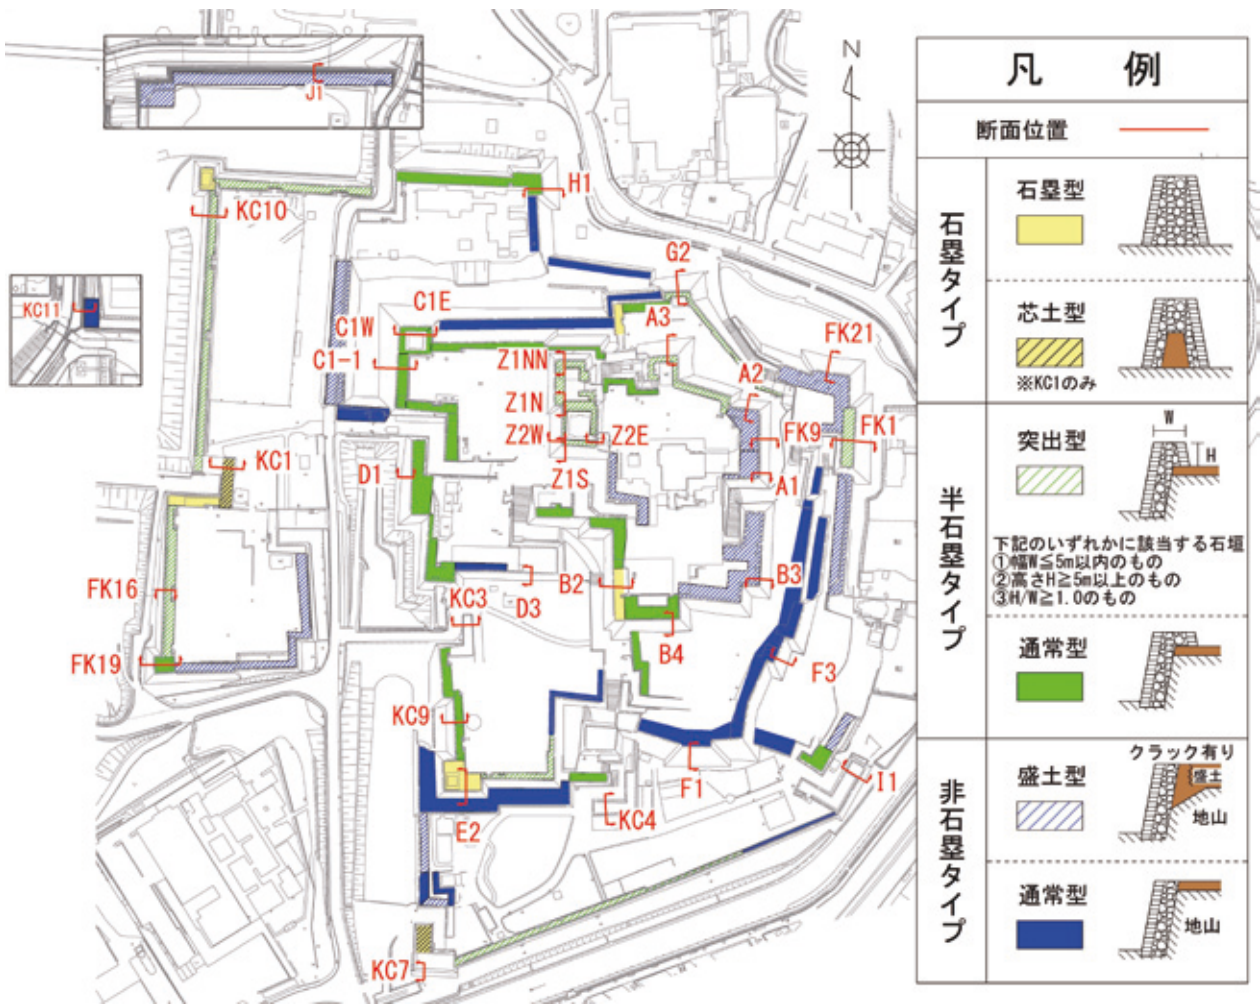 J1
N
H1
KC10
G2
KC11
C1E
A3
C1W
FK21
C1-1
Z1NN
A2
Z1N
Z2W
Z2E
FK9
FK1
KC1
D1
Z1S
A1
FK16
KC3
D3
B2
B3
FK19
B4
F3
KC9
F1
I1
E2
KC4
KC7
凡 例
断面位置
石塁タイプ
石塁型
芯土型
※KC1のみ
半石塁タイプ
突出型
W
H
下記のいずれかに該当する石垣
①幅W≦5m以内のもの
②高さH≧5m以上のもの
③H/W≧1.0のもの
通常型
非石塁タイプ
盛土型
クラック有り
盛土
地山
通常型
地山